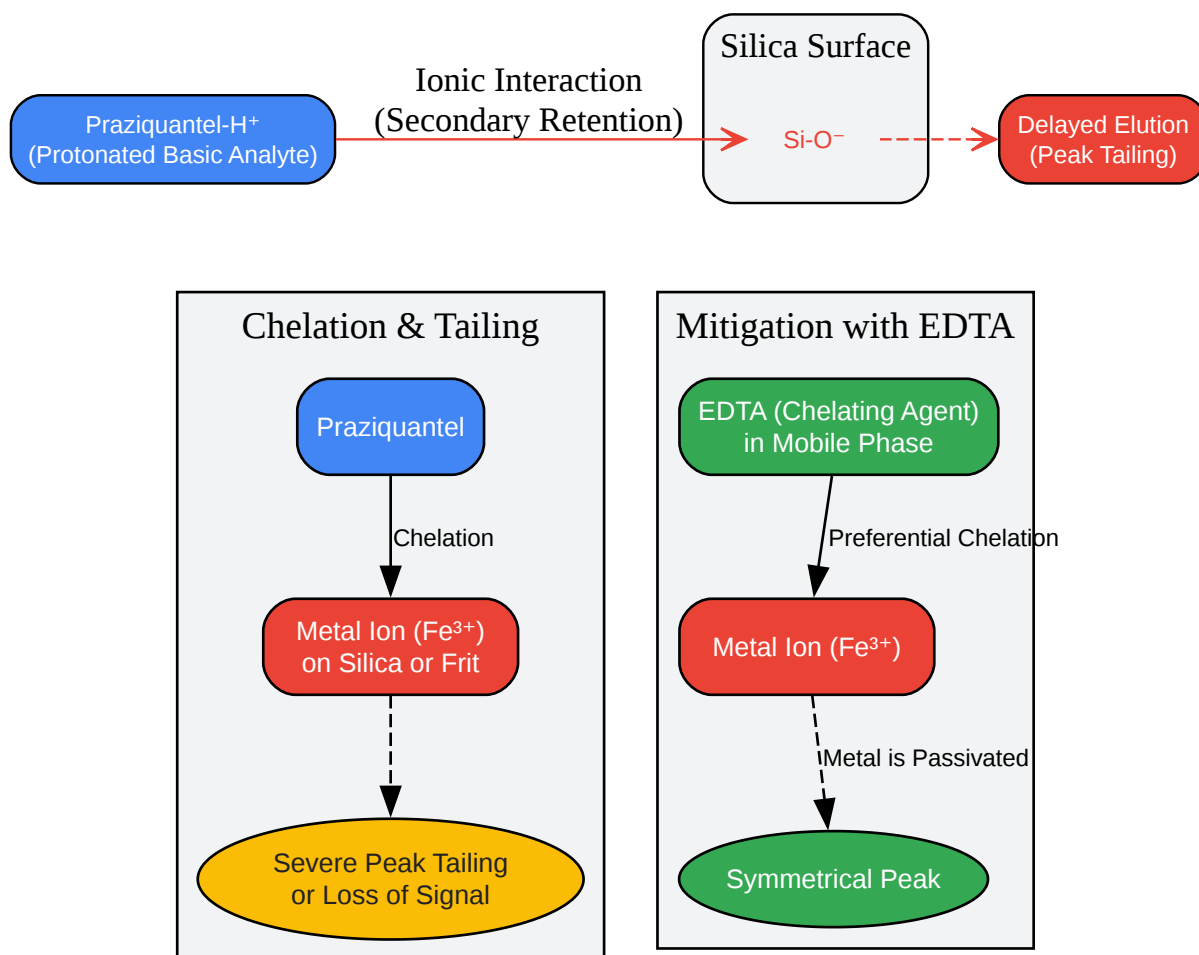 Silica Surface
Ionic Interaction
(Secondary Retention)
Praziquantel-H⁺
(Protonated Basic Analyte)
Si-O⁻
Delayed Elution
(Peak Tailing)
Chelation & Tailing
Praziquantel
Chelation
Metal Ion (Fe³⁺)
on Silica or Frit
Severe Peak Tailing
or Loss of Signal
Mitigation with EDTA
EDTA (Chelating Agent)
in Mobile Phase
Preferential Chelation
Metal Ion (Fe³⁺)
Metal is Passivated
Symmetrical Peak